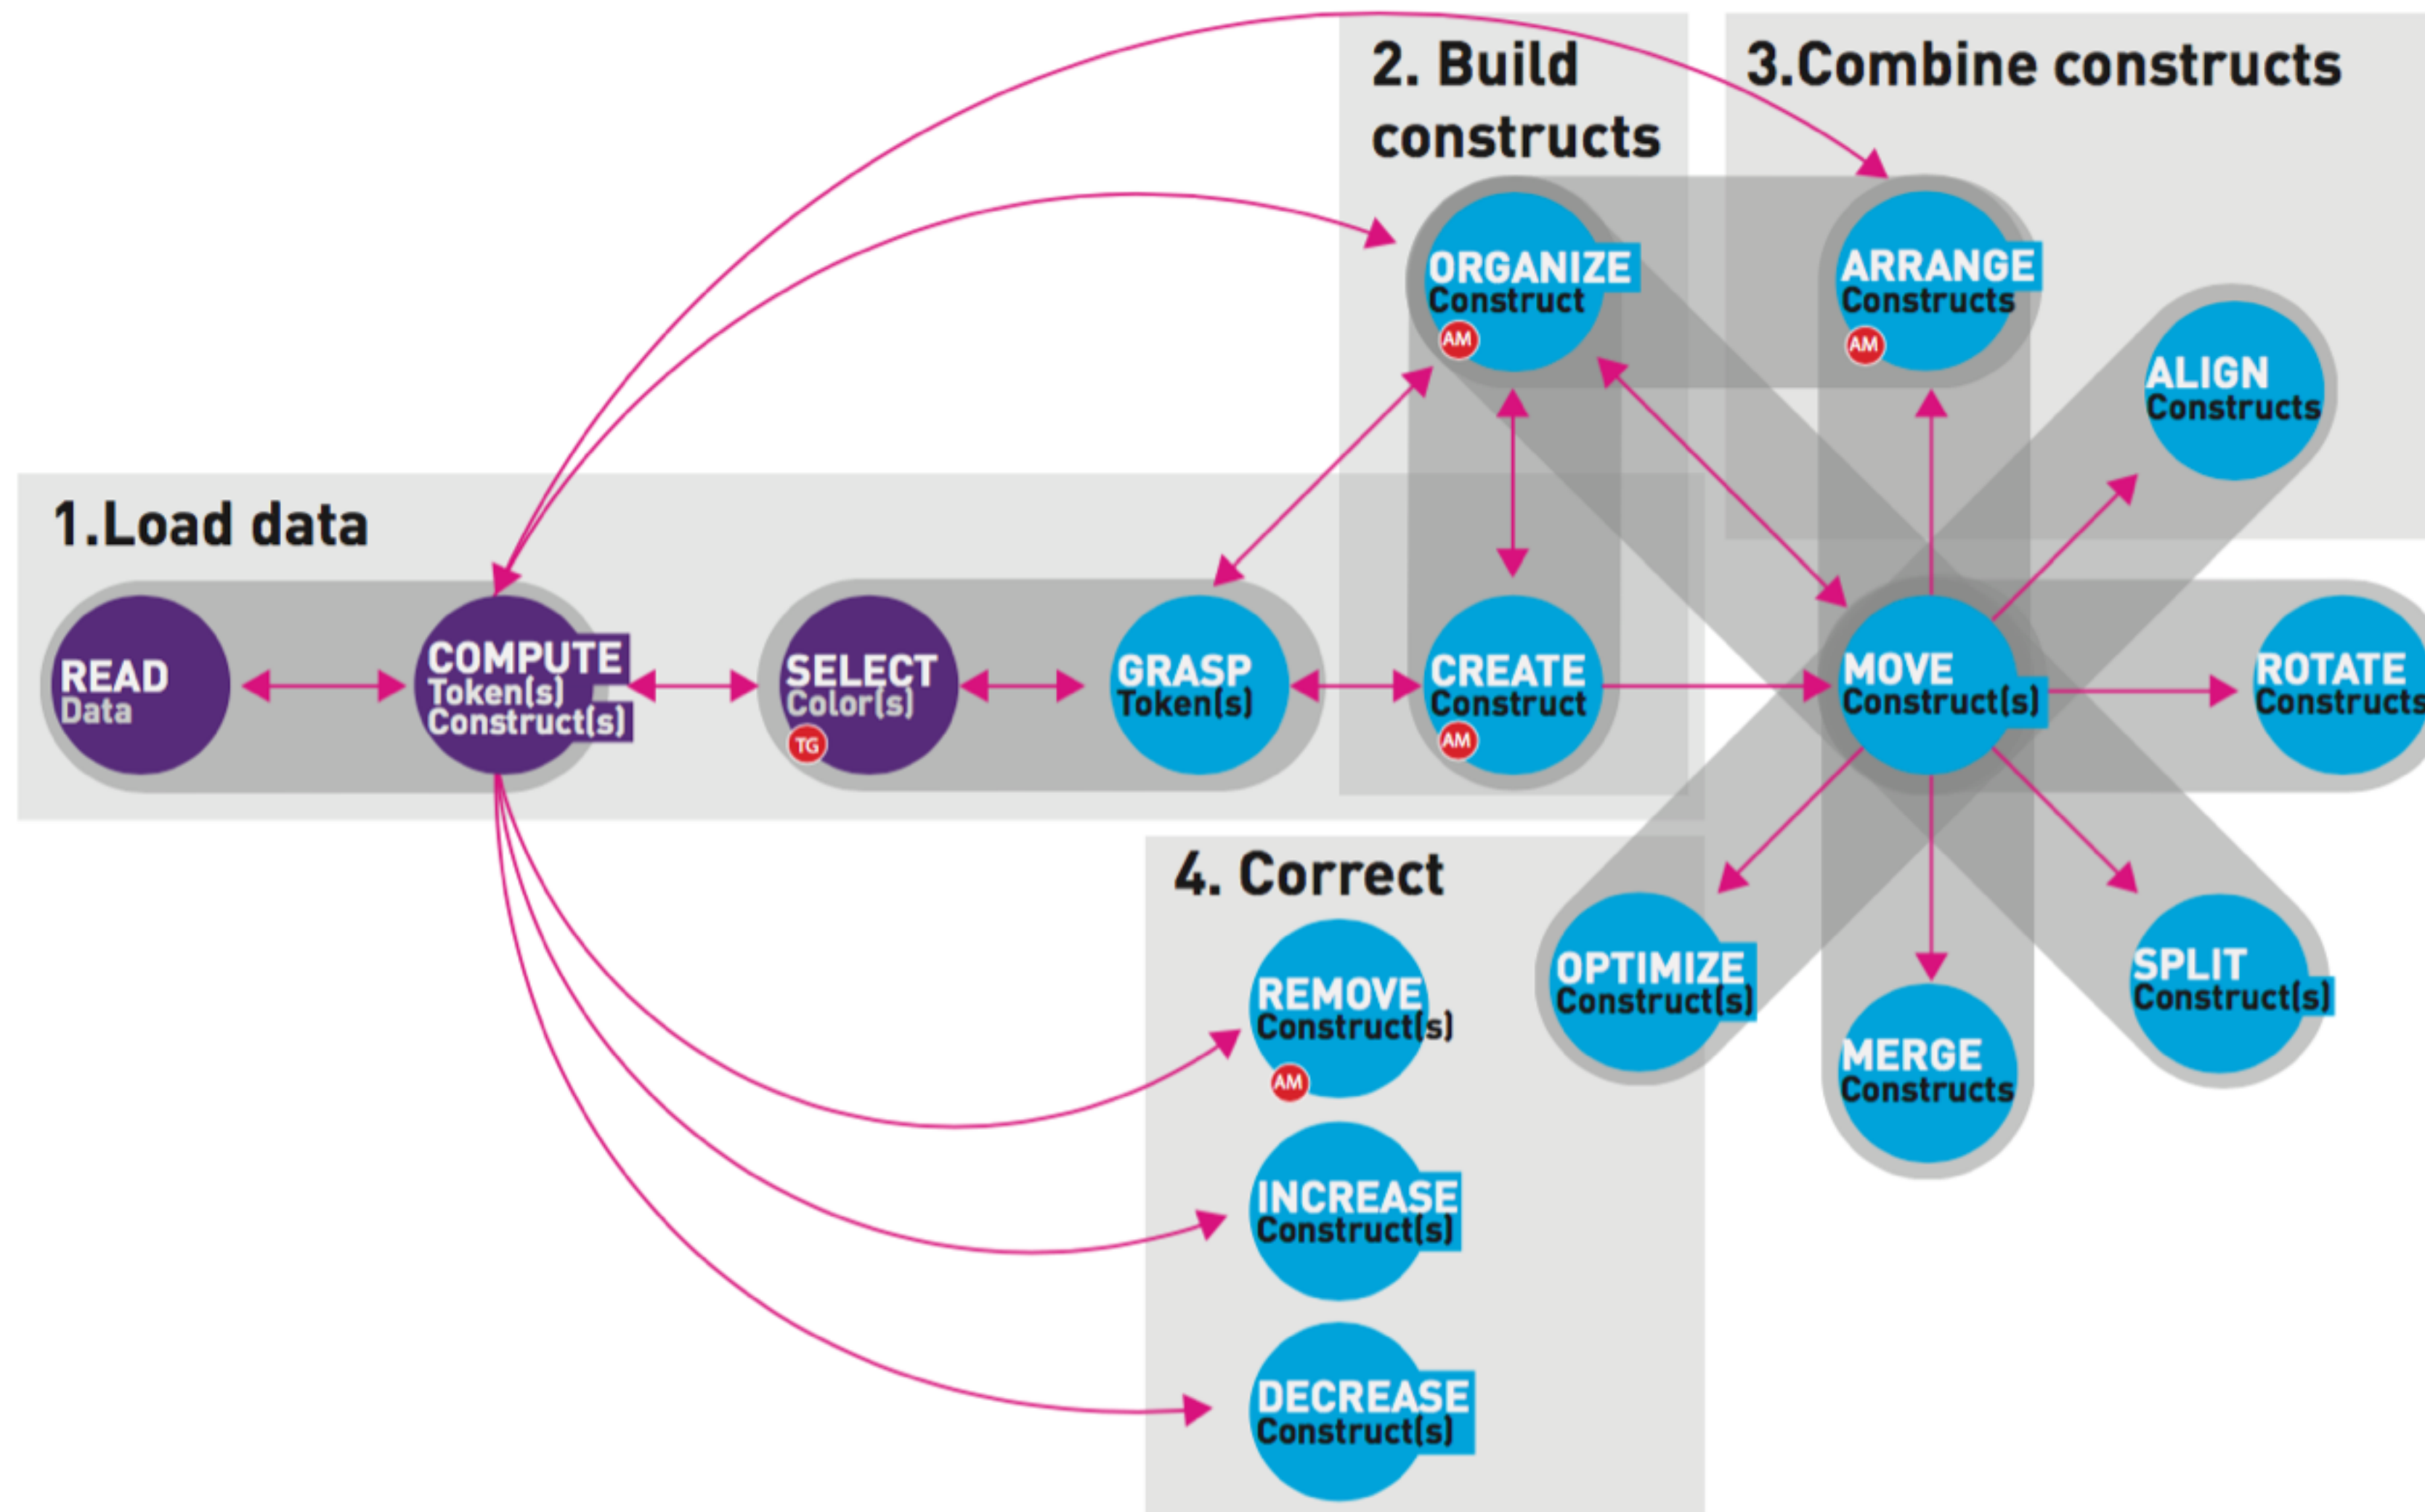 2. Build
constructs
3.Combine constructs
ORGANIZE
Construct
AM
ARRANGE
Constructs
AM
ALIGN
Constructs
1.Load data
READ
Data
COMPUTE
Token(s)
Construct(s)
SELECT
Color(s)
TG
GRASP
Token(s)
CREATE
Construct
AM
MOVE
Construct(s)
ROTATE
Constructs
4. Correct
REMOVE
Construct(s)
AM
OPTIMIZE
Construct(s)
SPLIT
Construct(s)
MERGE
Constructs
INCREASE
Construct(s)
DECREASE
Construct(s)